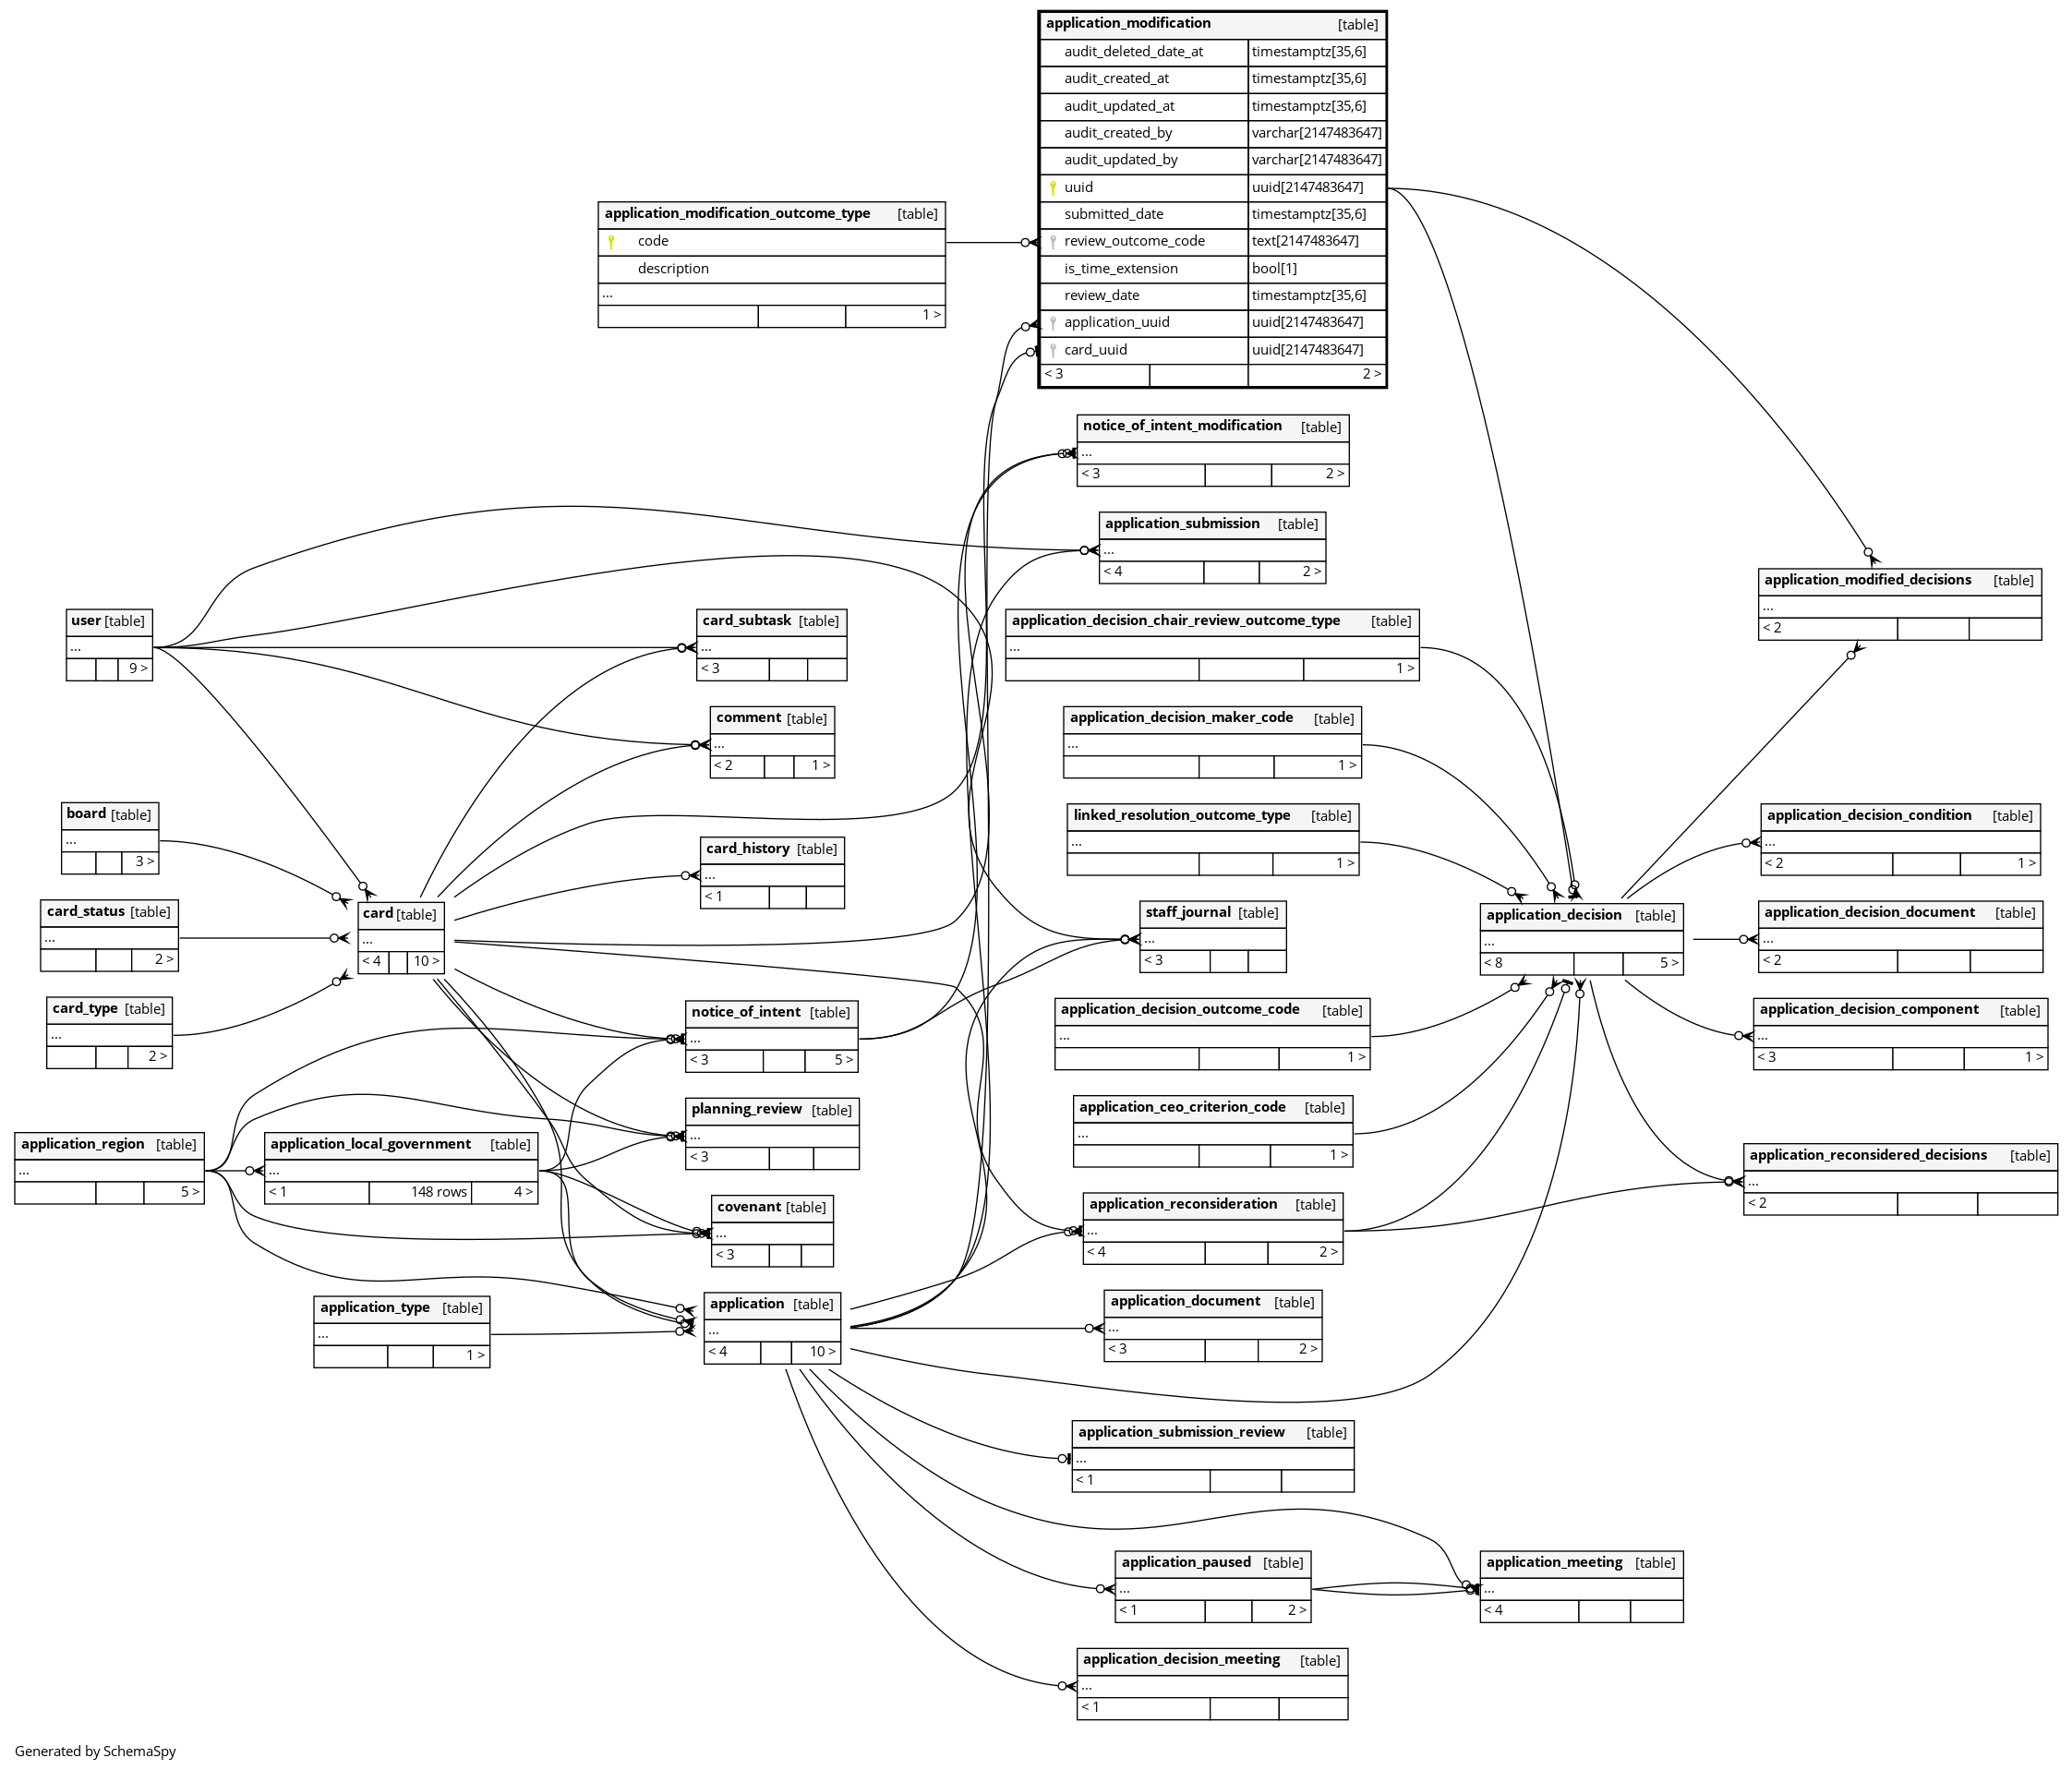 application_modification [table]
audit_deleted_date_at timestamptz[35,6]
audit_created_at timestamptz[35,6]
audit_updated_at timestamptz[35,6]
audit_created_by varchar[2147483647]
audit_updated_by varchar[2147483647]
uuid uuid[2147483647]
submitted_date timestamptz[35,6]
review_outcome_code text[2147483647]
is_time_extension bool[1]
review_date timestamptz[35,6]
application_uuid uuid[2147483647]
card_uuid uuid[2147483647]
< 3 2 >
application_modification_outcome_type [table]
code
description
...
1 >
notice_of_intent_modification [table]
...
< 3 2 >
application_submission [table]
...
< 4 2 >
application_modified_decisions [table]
...
< 2
user [table]
...
9 >
card_subtask [table]
...
< 3
application_decision_chair_review_outcome_type [table]
...
1 >
comment [table]
...
< 2 1 >
application_decision_maker_code [table]
...
1 >
board [table]
...
3 >
card_history [table]
...
< 1
linked_resolution_outcome_type [table]
...
1 >
application_decision_condition [table]
...
< 2 1 >
card_status [table]
...
2 >
card [table]
...
< 4 10 >
staff_journal [table]
...
< 3
application_decision [table]
...
< 8 5 >
application_decision_document [table]
...
< 2
card_type [table]
...
2 >
notice_of_intent [table]
...
< 3 5 >
application_decision_outcome_code [table]
...
1 >
application_decision_component [table]
...
< 3 1 >
planning_review [table]
...
< 3
application_ceo_criterion_code [table]
...
1 >
application_region [table]
...
5 >
application_local_government [table]
...
< 1 148 rows 4 >
application_reconsidered_decisions [table]
...
< 2
covenant [table]
...
< 3
application_reconsideration [table]
...
< 4 2 >
application_type [table]
...
1 >
application [table]
...
< 4 10 >
application_document [table]
...
< 3 2 >
application_submission_review [table]
...
< 1
application_paused [table]
...
< 1 2 >
application_meeting [table]
...
< 4
application_decision_meeting [table]
...
< 1
Generated by SchemaSpy